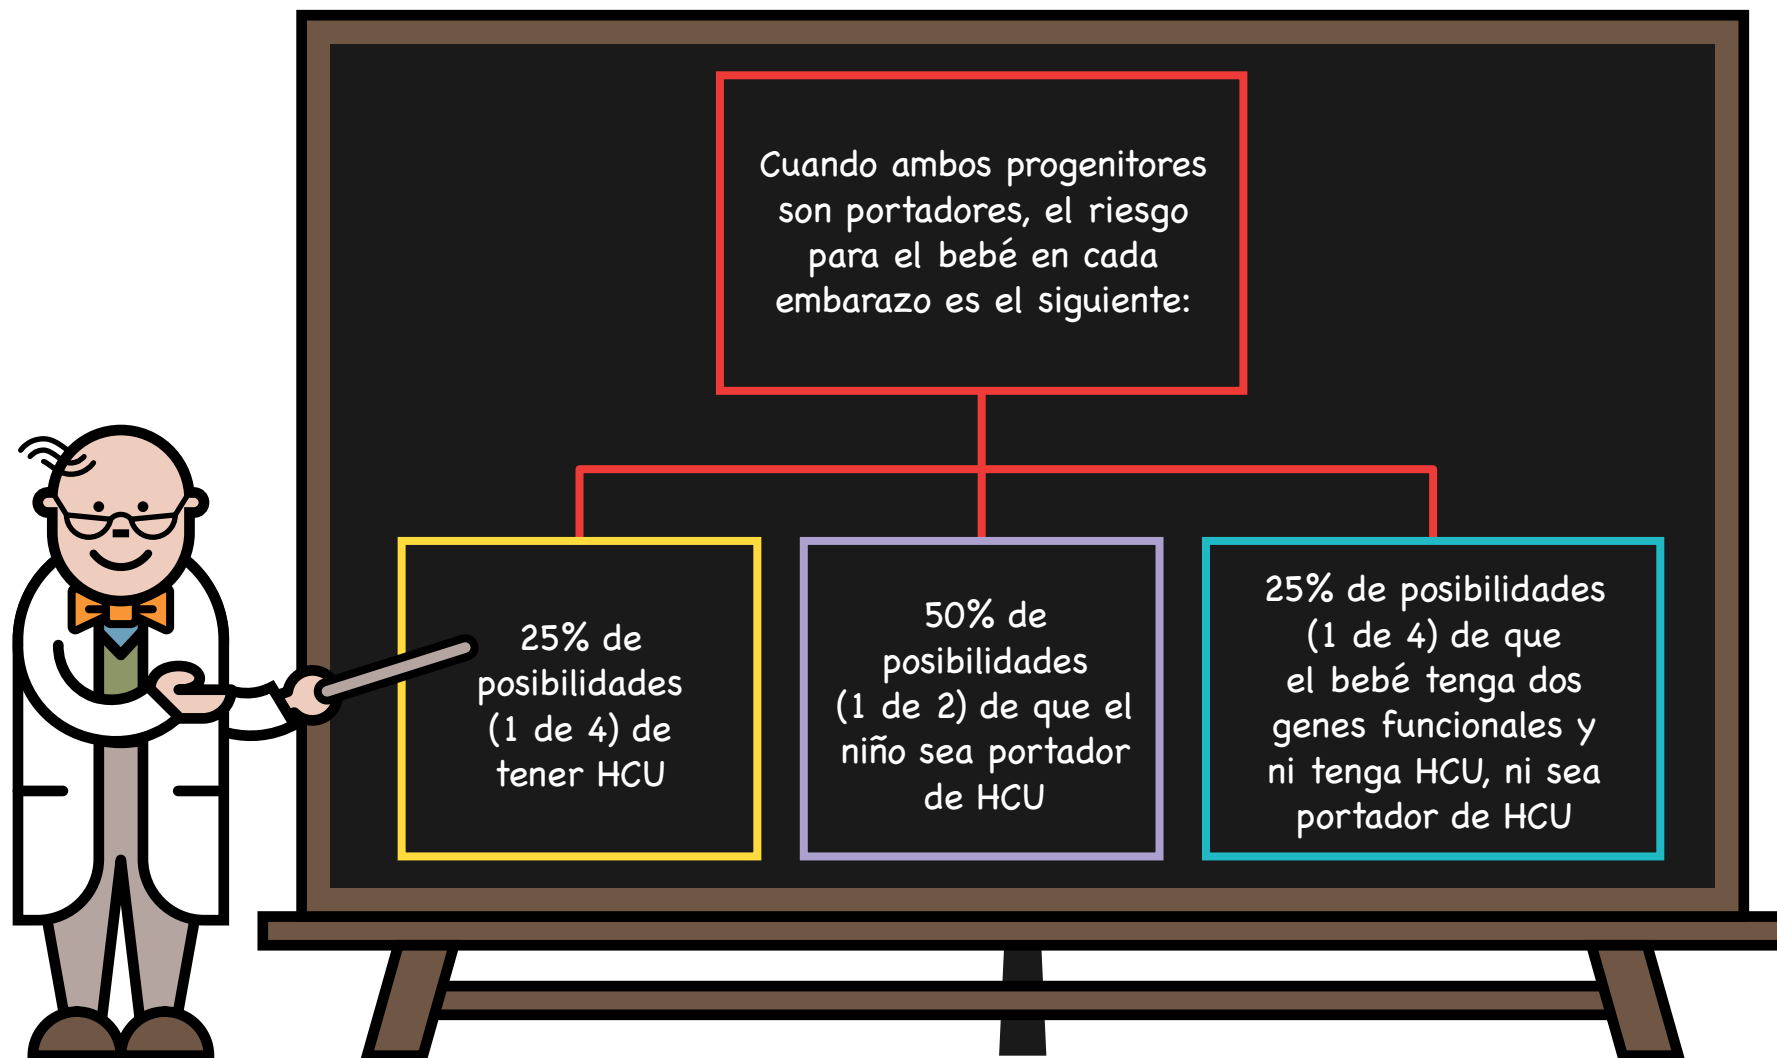 Cuando ambos progenitores
son portadores, el riesgo
para el bebé en cada
embarazo es el siguiente:
25% de
posibilidades
(1 de 4) de
tener HCU
50% de
posibilidades
(1 de 2) de que el
niño sea portador
de HCU
25% de posibilidades
(1 de 4) de que
el bebé tenga dos
genes funcionales y
ni tenga HCU, ni sea
portador de HCU